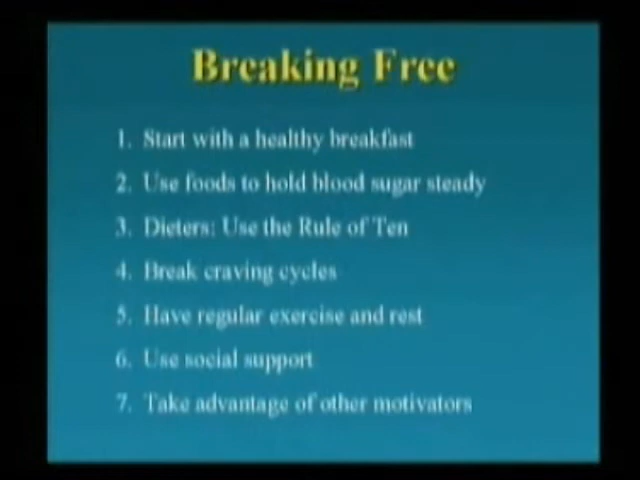 Breaking Free
1. Start with a healthy breakfast
2. Use foods to hold blood sugar steady
3. Dieters: Use the Rule of Ten
4. Break craving cycles
5. Have regular exercise and rest
6. Use social support
7. Take advantage of other motivators